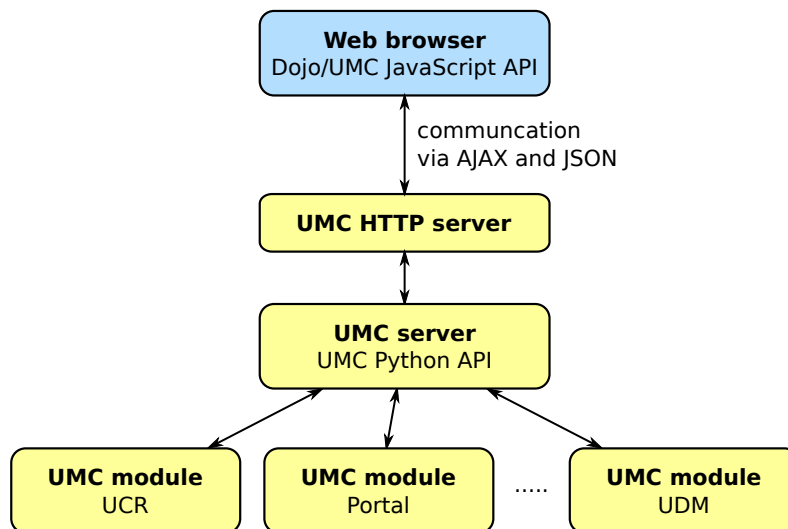 Web browser
Dojo/UMC JavaScript API
communcation
via AJAX and JSON
UMC HTTP server
UMC server
UMC Python API
UMC module
UCR
UMC module
Portal
.....
UMC module
UDM